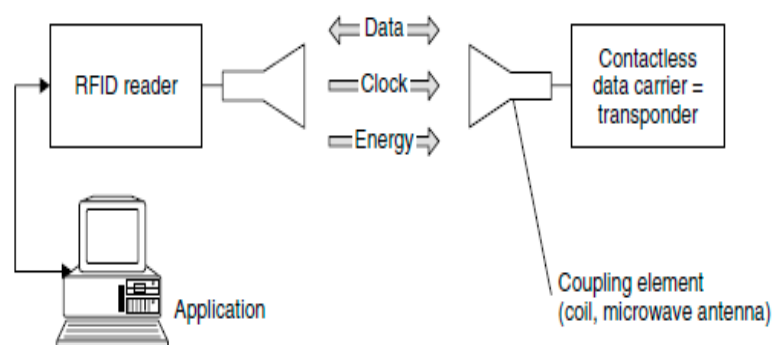 RFID reader
Data
Clock
Energy
Contactless
data carrier =
transponder
Application
Coupling element
(coil, microwave antenna)